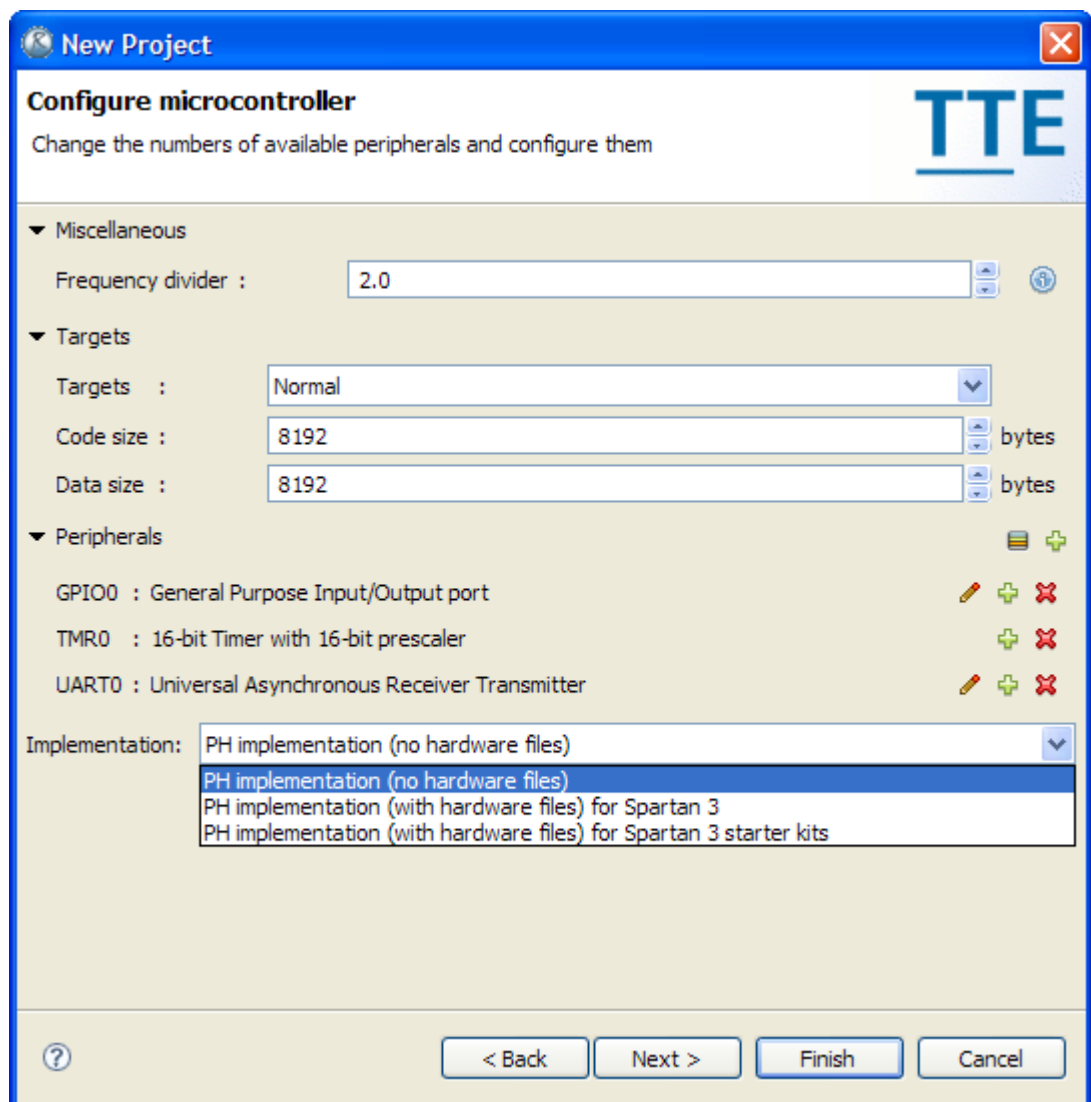 New Project
Configure microcontroller
Change the numbers of available peripherals and configure them
TTE
Miscellaneous
Frequency divider : 2.0
Targets
Targets : Normal
Code size : 8192 bytes
Data size : 8192 bytes
Peripherals
GPIO0 : General Purpose Input/Output port
TMR0 : 16-bit Timer with 16-bit prescaler
UART0 : Universal Asynchronous Receiver Transmitter
Implementation: PH implementation (no hardware files)
PH implementation (no hardware files)
PH implementation (with hardware files) for Spartan 3
PH implementation (with hardware files) for Spartan 3 starter kits
< Back Next > Finish Cancel